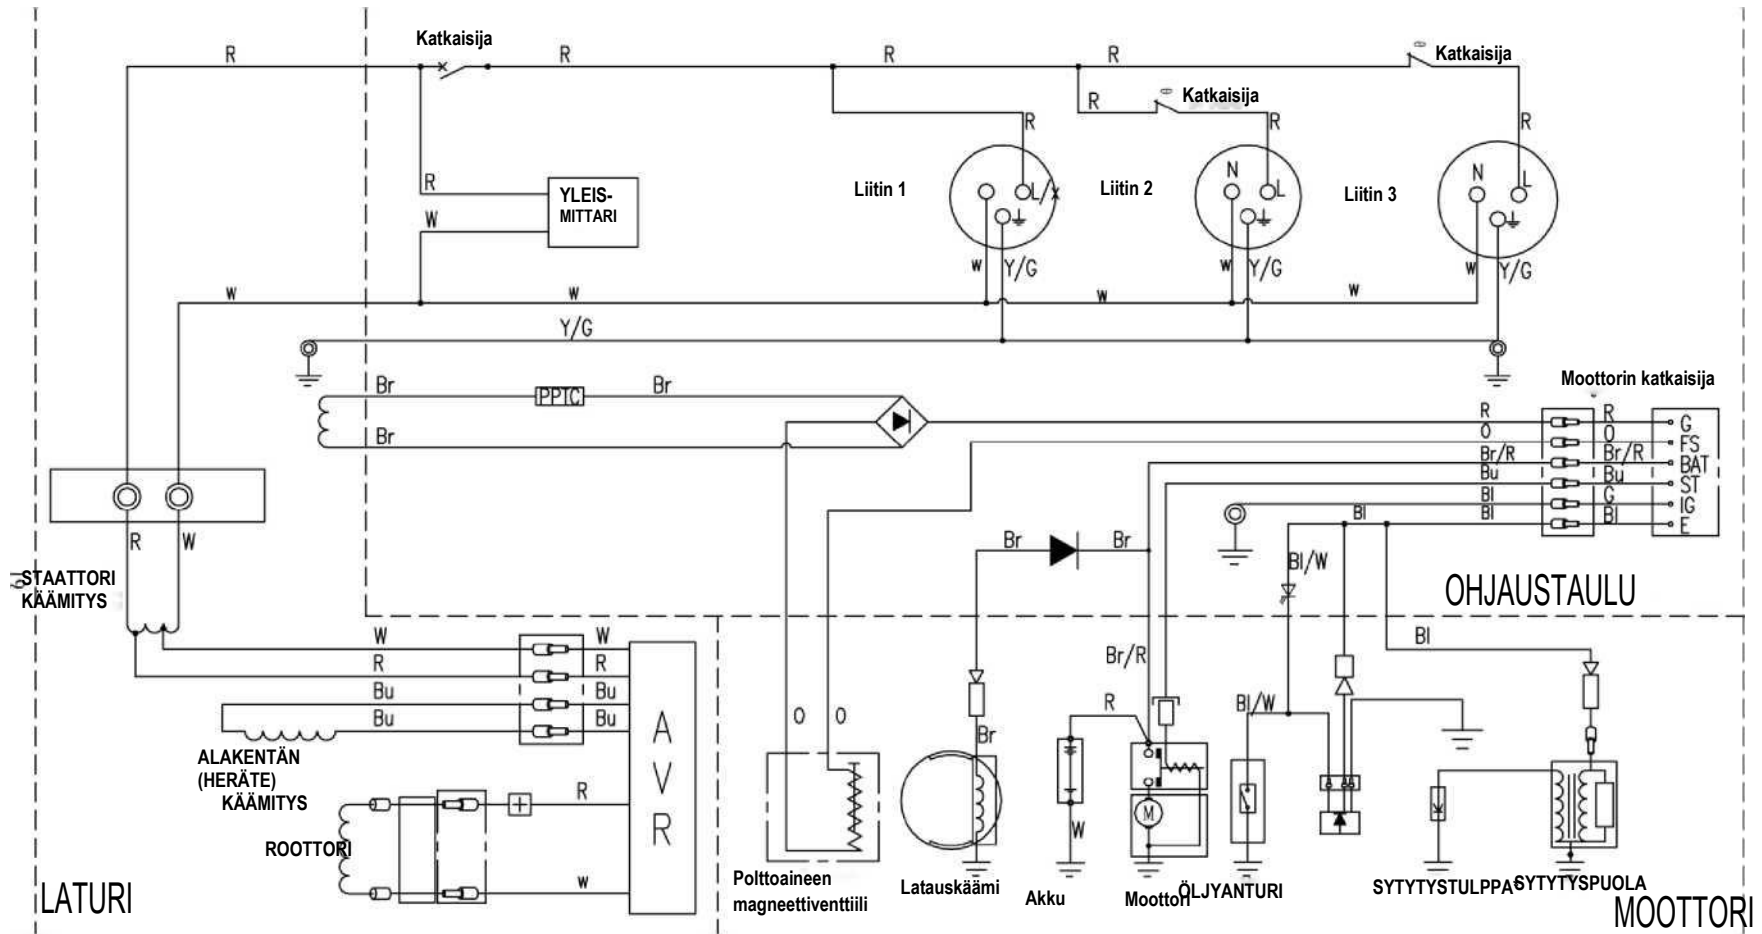 Katkaisija
R
R
R
R
Katkaisija
R
Katkaisija
R
R
R
R
YLEIS-
MITTARI
W
Liitin 1
L/x
Liitin 2
N
L
Liitin 3
N
L
W
Y/G
W
Y/G
W
Y/G
W
W
W
W
Y/G
Br
PPTC
Br
Br
Moottorin katkaisija
R
R
G
O
O
FS
Br/R
Br/R
BAT
Bu
Bu
ST
Bl
G
IG
Bl
Bl
Bl
E
R
W
Br
Br
Bl/W
STAATTORI
KÄÄMITYS
OHJAUSTAULU
W
W
R
R
Bu
Bu
Bu
Bu
Bl
Br/R
R
Bl/W
O
O
Br
ALAKENTÄN
(HERÄTE)
KÄÄMITYS
A
V
R
R
M
W
ROOTTORI
W
LATURI
Polttoaineen
magneettiventtiili
Latauskäämi
Akku
Moottori
ÖLJYANTURI
SYTYTYSTULPPA
SYTYTYSPUOLA
MOOTTORI